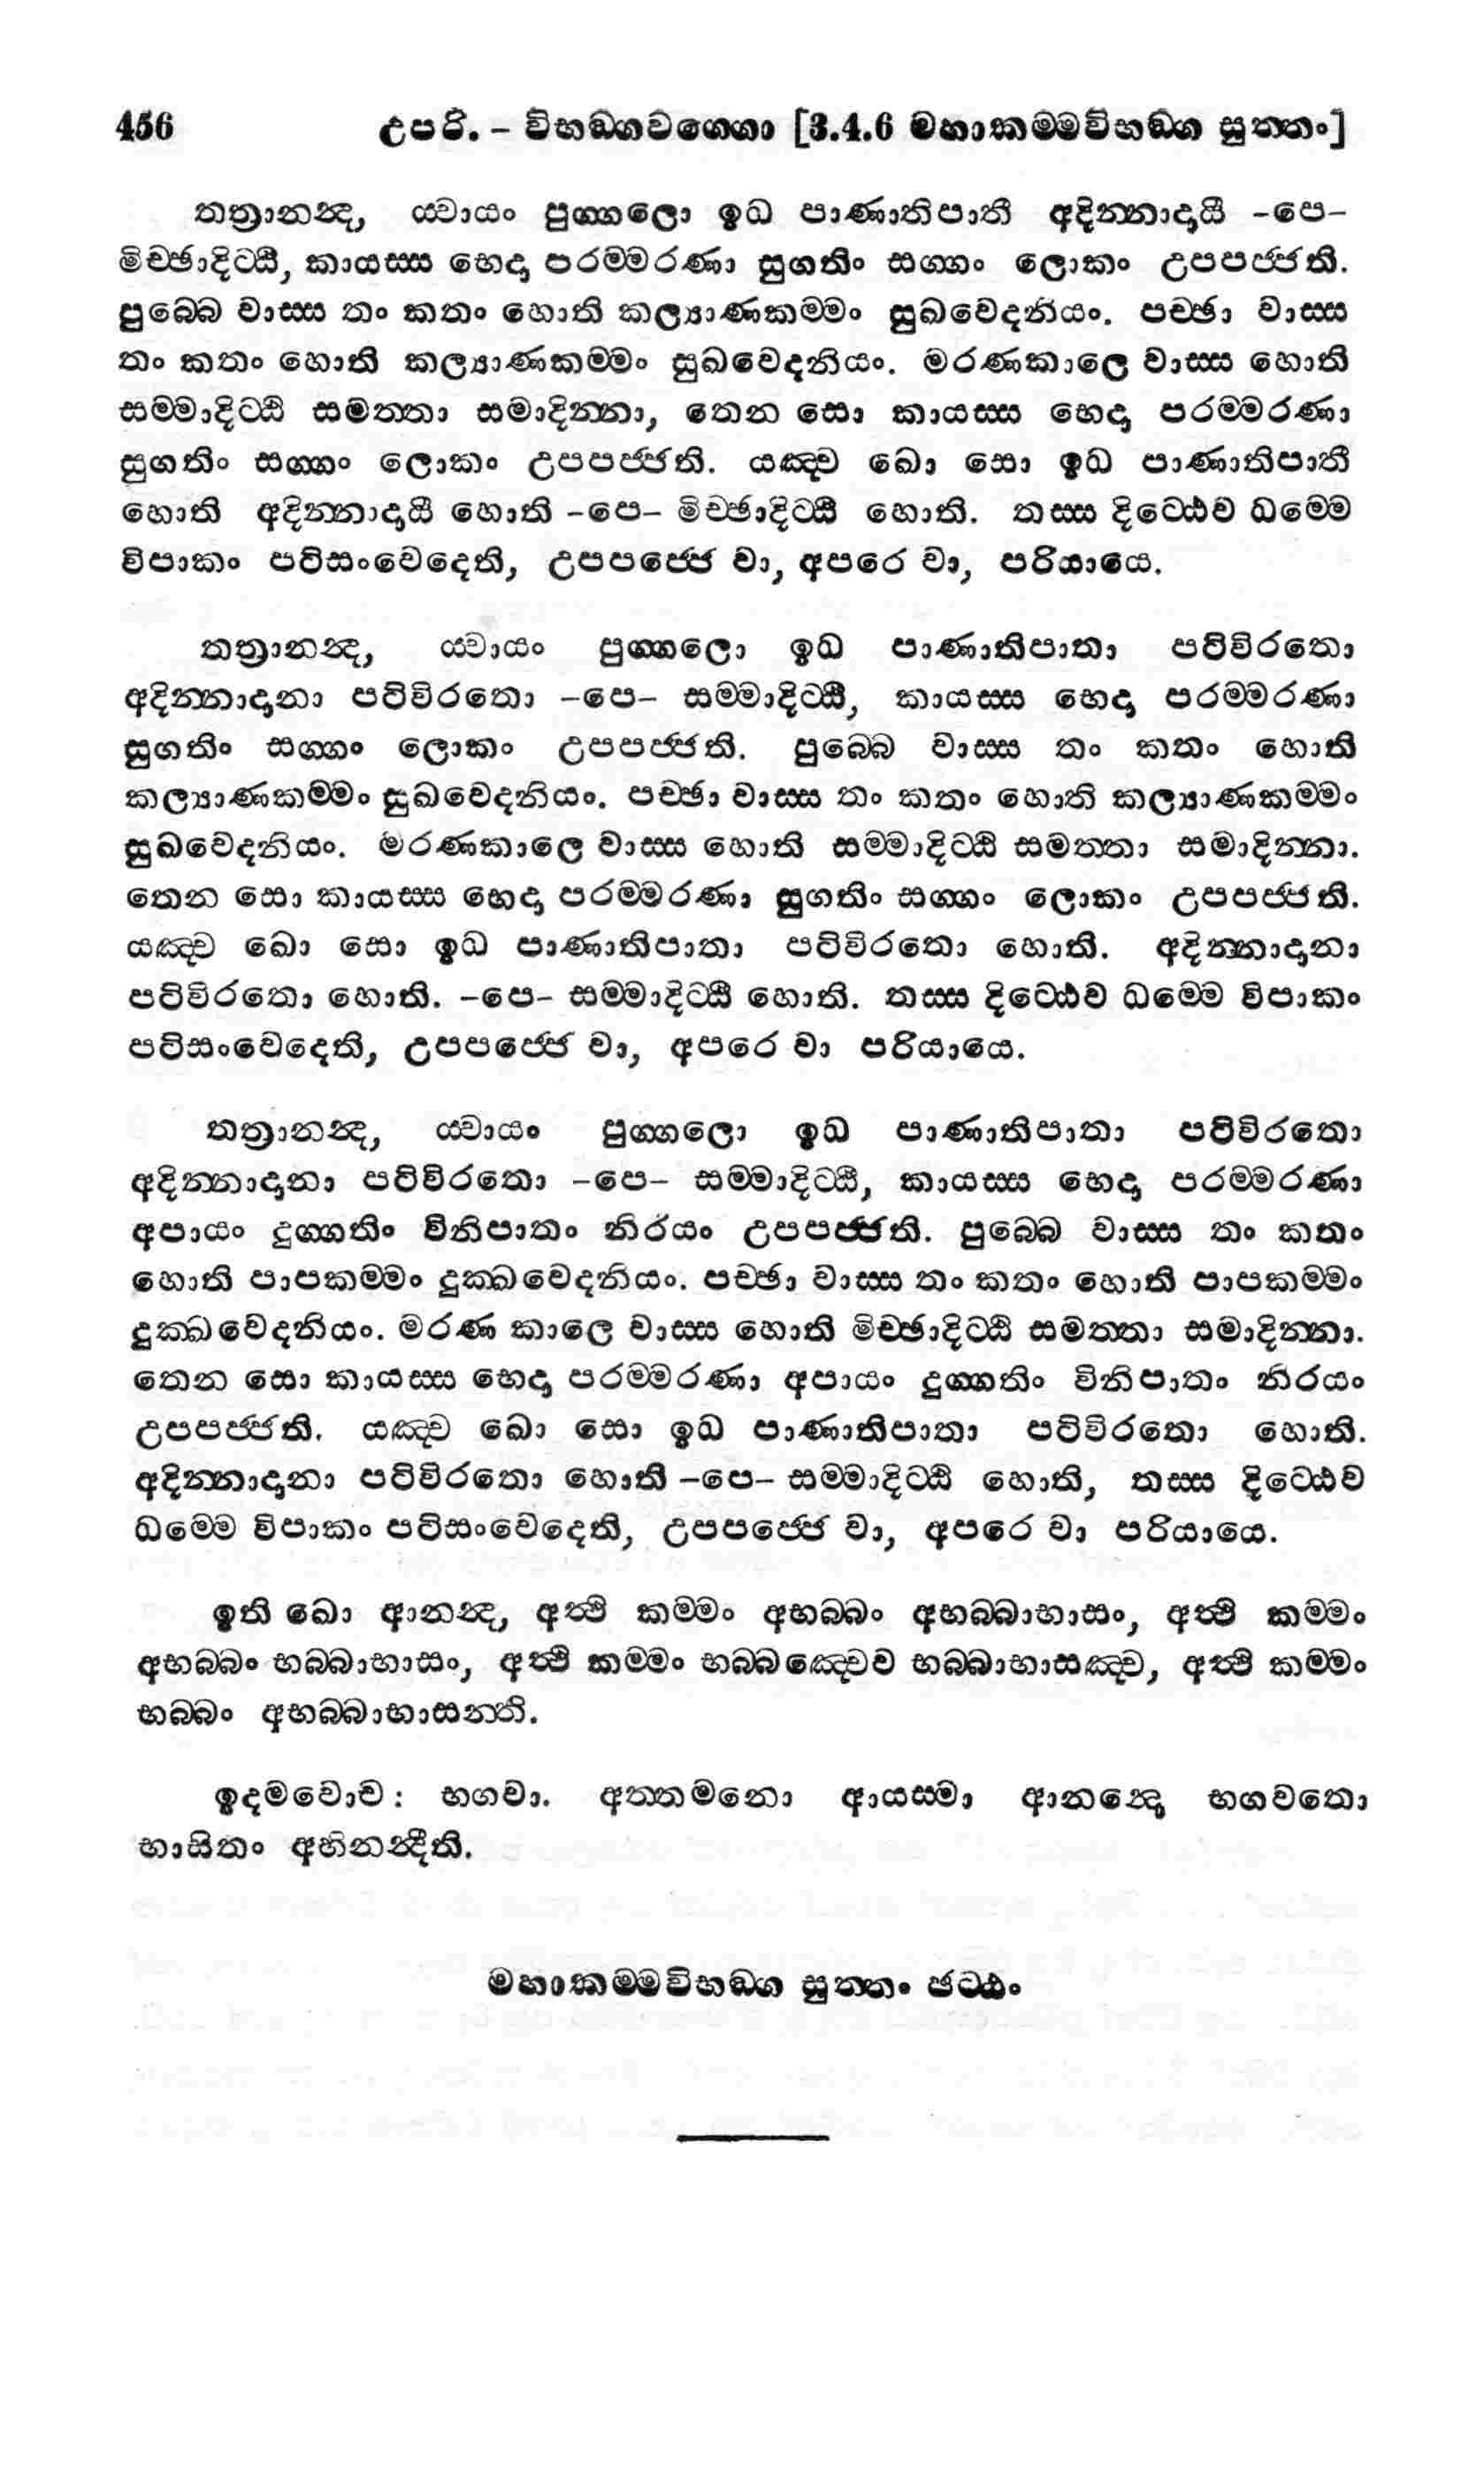 456 උපරි. - විභඞ්ගවග්ගො [3.4.6 මහාකම්මවිභඞ්ග සුත්තං]
තත්‍රානන්‍ද, ය්වායං පුග්ගලො ඉධ පාණාතිපාතී අදින්නාදායී -පෙ-
මිච්ඡාදිට්ඨී, කායස්ස භෙදා පරම්මරණා සුගතිං සග්ගං ලොකං උපපජ්ජති.
පුබ්බෙ වාස්ස තං කතං හොති කල්‍යාණකම්මං සුඛවෙදනියං. පච්ඡා වාස්ස
තං කතං හොති කල්‍යාණකම්මං සුඛවෙදනියං. මරණකාලෙ වාස්ස හොති
සම්මාදිට්ඨි සමත්තා සමාදින්නා, තෙන සො කායස්ස භෙදා පරම්මරණා
සුගතිං සග්ගං ලොකං උපපජ්ජති. යඤ්ච ඛො සො ඉධ පාණාතිපාතී
හොති අදින්නාදායී හොති -පෙ- මිච්ඡාදිට්ඨී හොති. තස්ස දිට්ඨෙව ධම්මෙ
විපාකං පටිසංවෙදෙති, උපපජ්ජෙ වා, අපරෙ වා, පරියායෙ.
තත්‍රානන්‍ද, ය්වායං පුග්ගලො ඉධ පාණාතිපාතා පටිවිරතො
අදින්නාදානා පටිවිරතො -පෙ- සම්මාදිට්ඨී, කායස්ස භෙදා පරම්මරණා
සුගතිං සග්ගං ලොකං උපපජ්ජති. පුබ්බෙ වාස්ස තං කතං හොති
කල්‍යාණකම්මං සුඛවෙදනියං. පච්ඡා වාස්ස තං කතං හොති කල්‍යාණකම්මං
සුඛවෙදනියං. මරණකාලෙ වාස්ස හොති සම්මාදිට්ඨි සමත්තා සමාදින්නා.
තෙන සො කායස්ස භෙදා පරම්මරණා සුගතිං සග්ගං ලොකං උපපජ්ජති.
යඤ්ච ඛො සො ඉධ පාණාතිපාතා පටිවිරතො හොති. අදින්නාදානා
පටිවිරතො හොති. -පෙ- සම්මාදිට්ඨී හොති. තස්ස දිට්ඨෙව ධම්මෙ විපාකං
පටිසංවෙදෙති, උපපජ්ජෙ වා, අපරෙ වා පරියායෙ.
තත්‍රානන්‍ද, ය්වායං පුග්ගලො ඉධ පාණාතිපාතා පටිවිරතො
අදින්නාදානා පටිවිරතො -පෙ- සම්මාදිට්ඨී, කායස්ස භෙදා පරම්මරණා
අපායං දුග්ගතිං විනිපාතං නිරයං උපපජ්ජති. පුබ්බෙ වාස්ස තං කතං
හොති පාපකම්මං දුක්ඛවෙදනියං. පච්ඡා වාස්ස තං කතං හොති පාපකම්මං
දුක්ඛවෙදනියං. මරණ කාලෙ වාස්ස හොති මිච්ඡාදිට්ඨි සමත්තා සමාදින්නා.
තෙන සො කායස්ස භෙදා පරම්මරණා අපායං දුග්ගතිං විනිපාතං නිරයං
උපපජ්ජති. යඤ්ච ඛො සො ඉධ පාණාතිපාතා පටිවිරතො හොති.
අදින්නාදානා පටිවිරතො හොති -පෙ- සම්මාදිට්ඨි හොති, තස්ස දිට්ඨෙව
ධම්මෙ විපාකං පටිසංවෙදෙති, උපපජ්ජෙ වා, අපරෙ වා පරියායෙ.
ඉති ඛො ආනන්‍ද, අත්ථි කම්මං අභබ්බං අභබ්බාභාසං, අත්ථි කම්මං
අභබ්බං භබ්බාභාසං, අත්ථි කම්මං භබ්බඤ්චෙව භබ්බාභාසඤ්ච, අත්ථි කම්මං
භබ්බං අභබ්බාභාසන්ති.
ඉදමවොච: භගවා. අත්තමනො ආයස්මා ආනන්‍දො භගවතො
භාසිතං අභිනන්‍දීති.
මහාකම්මවිභඞ්ග සුත්තං ඡට්ඨං